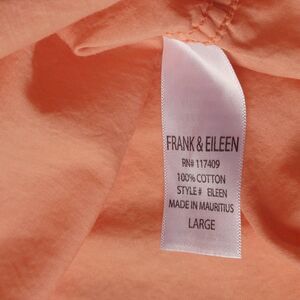 FRANK & EILEEN
RN# 117409
100% COTTON
STYLE # EILEEN
MADE IN MAURITIUS
LARGE